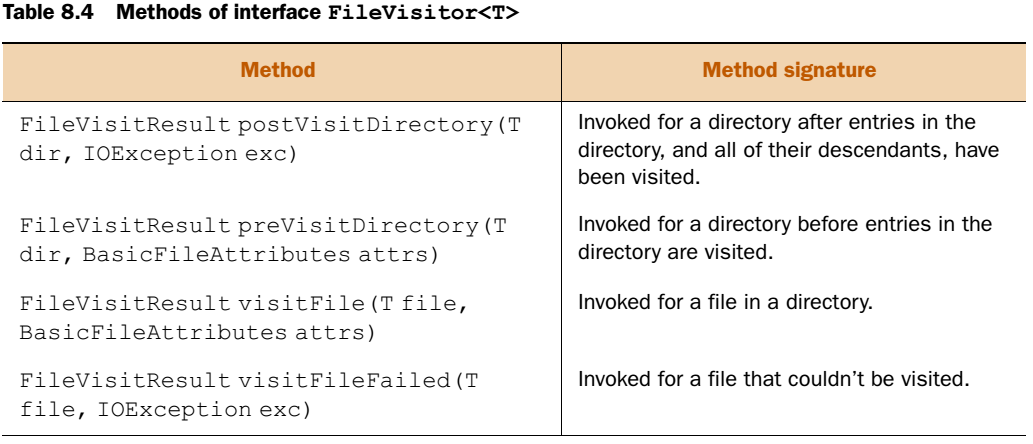 Table 8.4 Methods of interface FileVisitor<T>
Method
Method signature
FileVisitResult postVisitDirectory(T
dir, IOException exc)
Invoked for a directory after entries in the
directory, and all of their descendants, have
been visited.
FileVisitResult preVisitDirectory(T
dir, BasicFileAttributes attrs)
Invoked for a directory before entries in the
directory are visited.
FileVisitResult visitFile(T file,
BasicFileAttributes attrs)
Invoked for a file in a directory.
FileVisitResult visitFileFailed(T
file, IOException exc)
Invoked for a file that couldn't be visited.